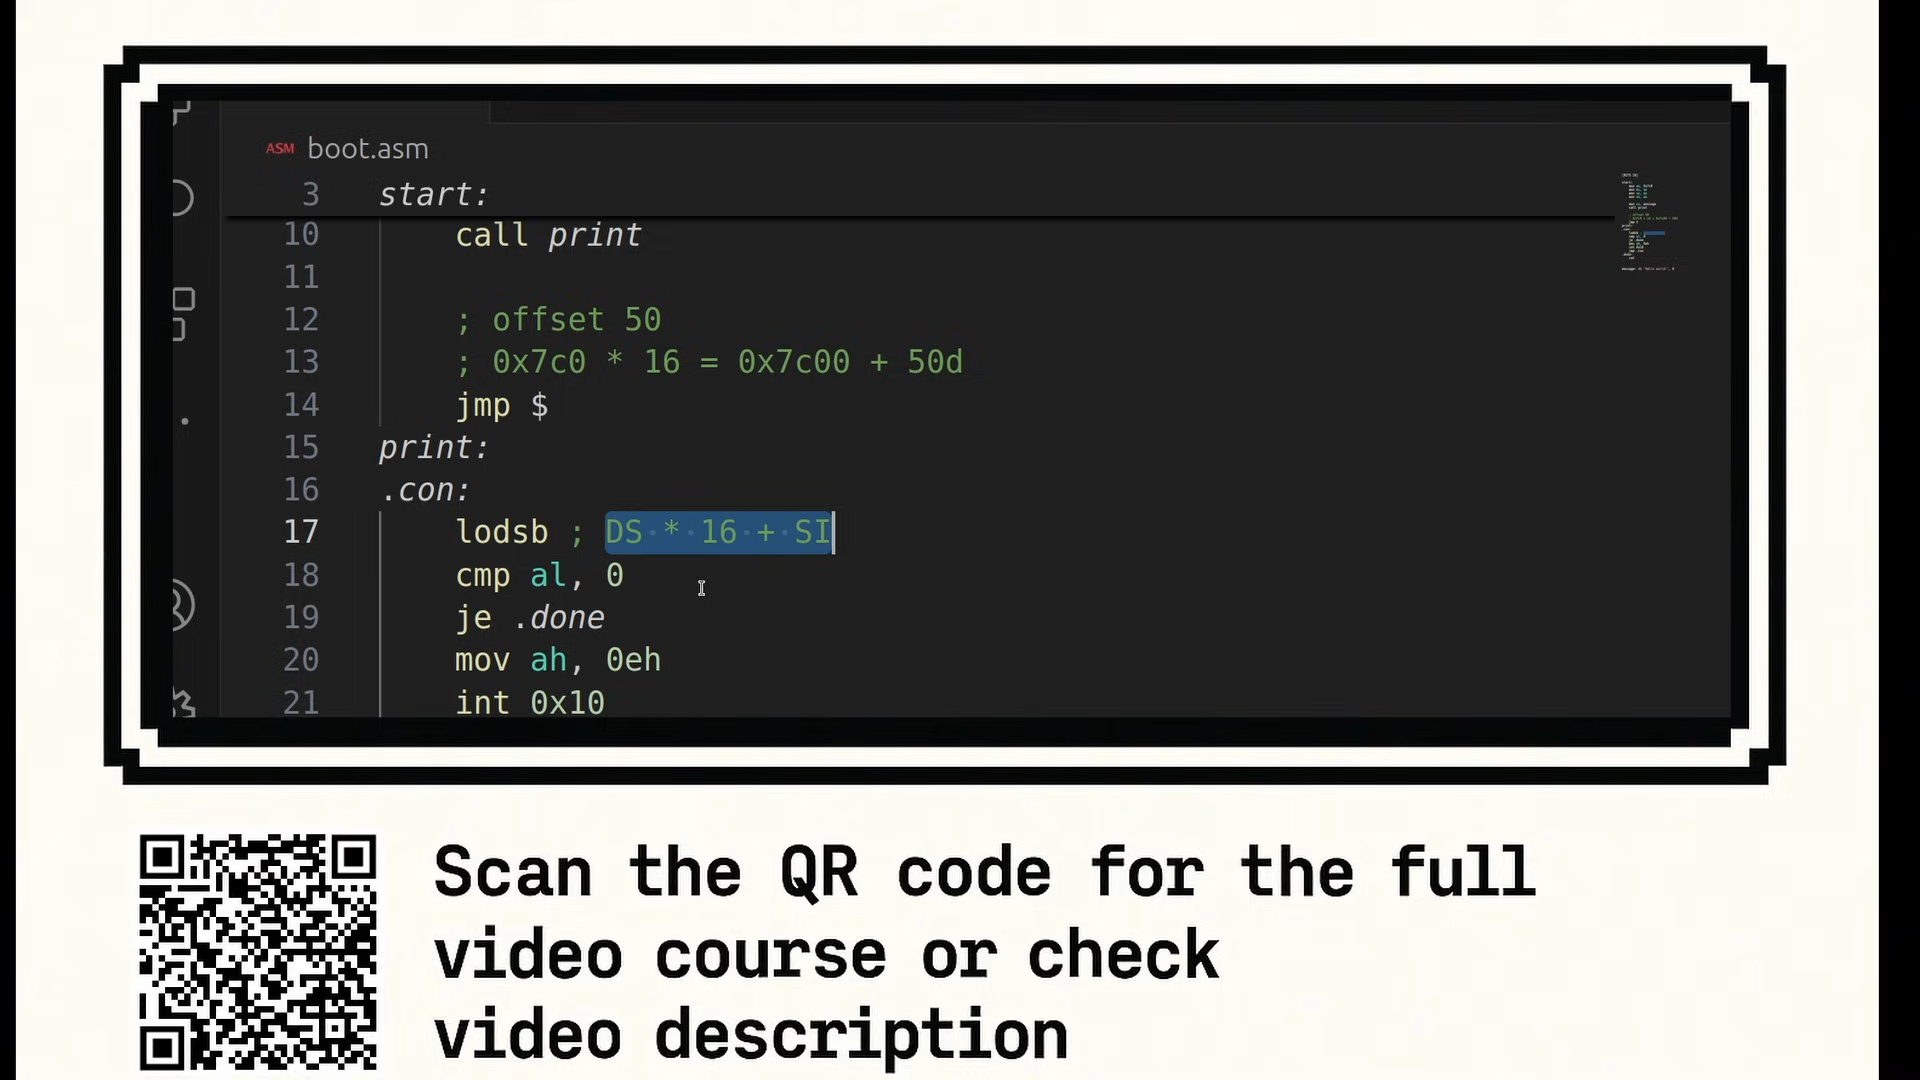 ASM boot.asm
3 start:
10 call print
11
12 ; offset 50
13 ; 0x7c0 * 16 = 0x7c00 + 50d
14 jmp $
15 print:
16 .con:
17 lodsb ; DS * 16 + SI
18 cmp al, 0
19 je .done
20 mov ah, 0eh
21 int 0x10
Scan the QR code for the full
video course or check
video description